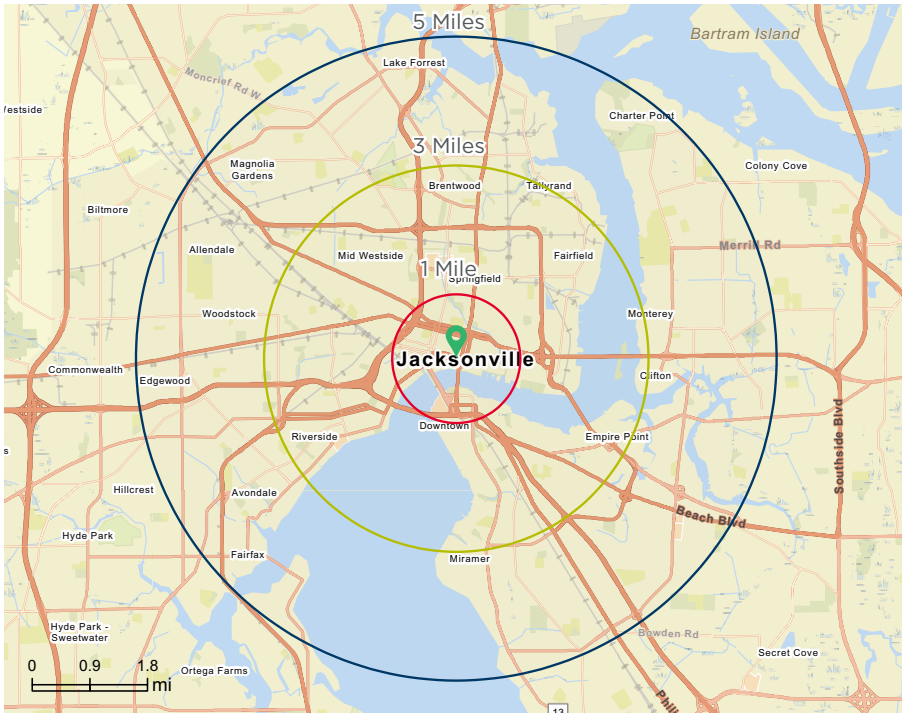 5 Miles
Bartram Island
Lake Forrest
Moncrief Rd W
Charter Point
3 Miles
Magnolia
Gardens
Colony Cove
Brentwood
Tallyrand
Biltmore
Merrill Rd
Allendale
Mid Westside
Fairfield
1 Mile
Springfield
Woodstock
Monterey
Jacksonville
Commonwealth
Edgewood
Clifton
Downtown
Riverside
Empire Point
Southside Blvd
Hillcrest
Avondale
Beach Blvd
Hyde Park
Fairfax
Miramer
Hyde Park -
Sweetwater
Bowden Rd
Secret Cove
0 0.9 1.8
mi
Ortega Farms
13